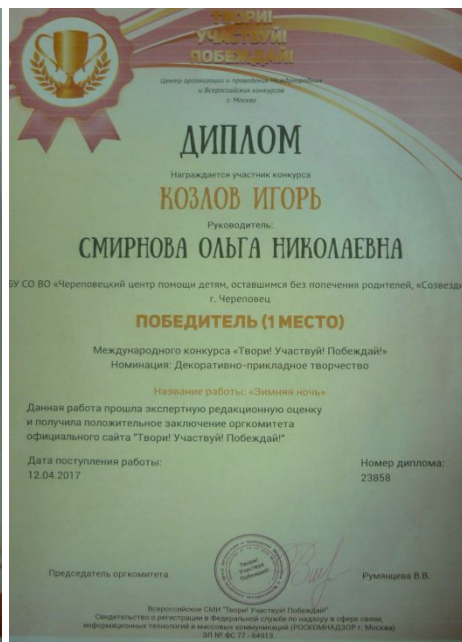 ТВОРИ!
УЧАСТВУЙ!
ПОБЕЖДАЙ!
Центр организации и проведения Международных
и Всероссийских конкурсов
г. Москва
ДИПЛОМ
Награждается участник конкурса
КОЗЛОВ ИГОРЬ
Руководитель:
СМИРНОВА ОЛЬГА НИКОЛАЕВНА
БУ СО ВО «Череповецкий центр помощи детям, оставшимся без попечения родителей, «Созвезди
г. Череповец
ПОБЕДИТЕЛЬ (1 МЕСТО)
Международного конкурса «Твори! Участвуй! Побеждай!»
Номинация: Декоративно-прикладное творчество
Название работы: «Зимняя ночь»
Данная работа прошла экспертную редакционную оценку
и получила положительное заключение оргкомитета
официального сайта "Твори! Участвуй! Побеждай!"
Дата поступления работы:
12.04.2017
Номер диплома:
23858
Твори!
Участвуй!
Побеждай!
Председатель оргкомитета
Румянцева В.В.
Всероссийское СМИ "Твори! Участвуй! Побеждай!"
Свидетельство о регистрации в Федеральной службе по надзору в сфере связи,
информационных технологий и массовых коммуникаций (РОСКОМНАДЗОР г. Москва)
ЭЛ № ФС 77 - 64913